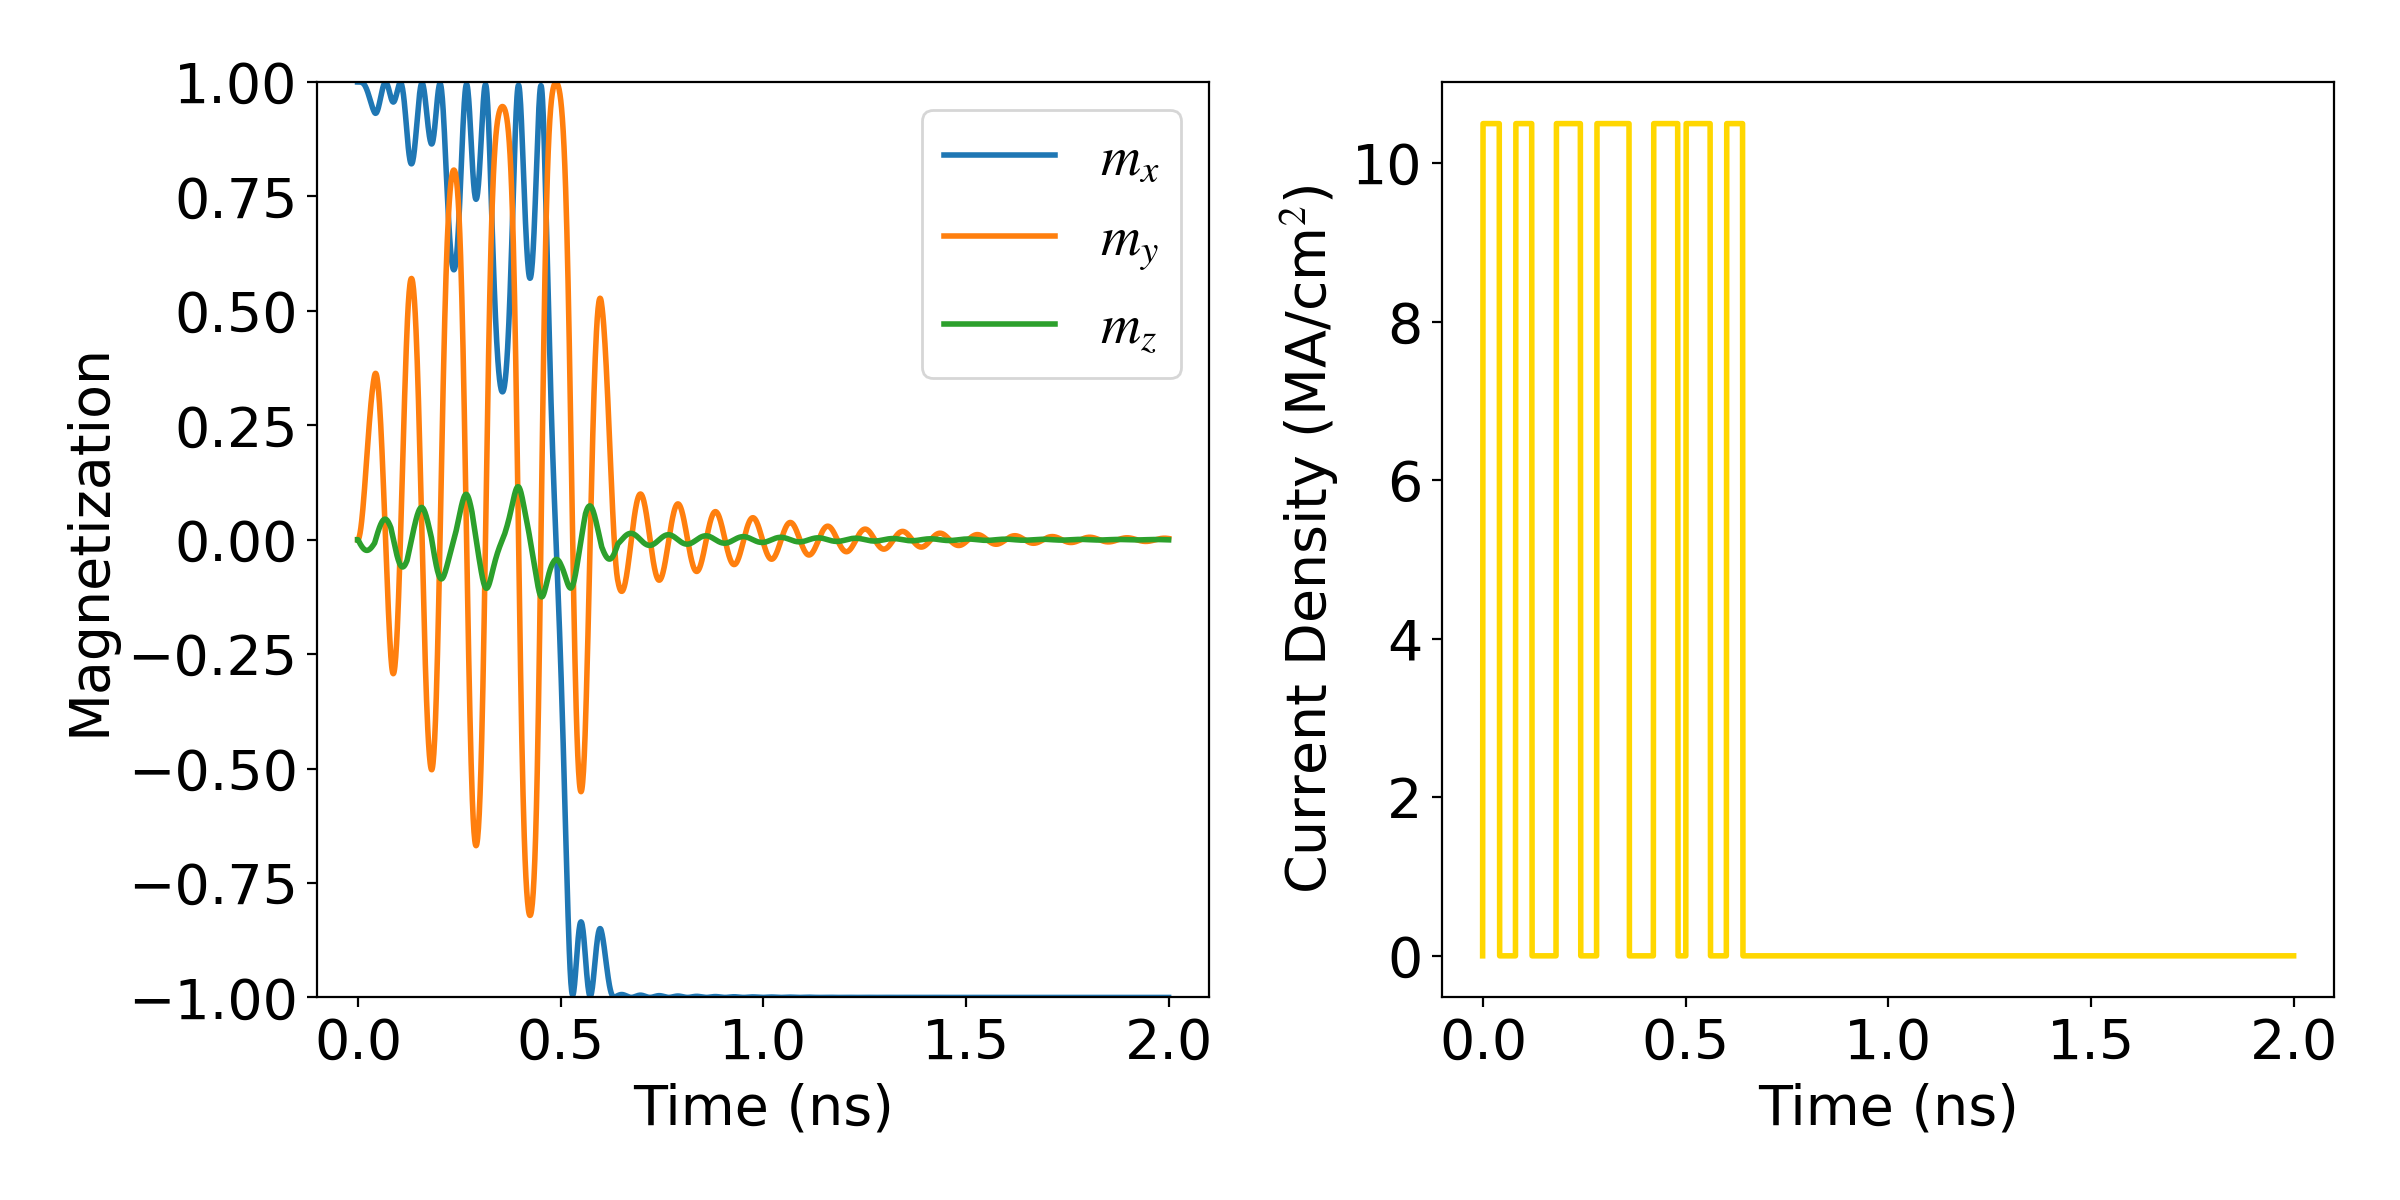 Magnetization
1.00
0.75
0.50
0.25
0.00
−0.25
−0.50
−0.75
−1.00
0.0 0.5 1.0 1.5 2.0
Time (ns)
m_x
m_y
m_z
Current Density (MA/cm²)
10
8
6
4
2
0
0.0 0.5 1.0 1.5 2.0
Time (ns)